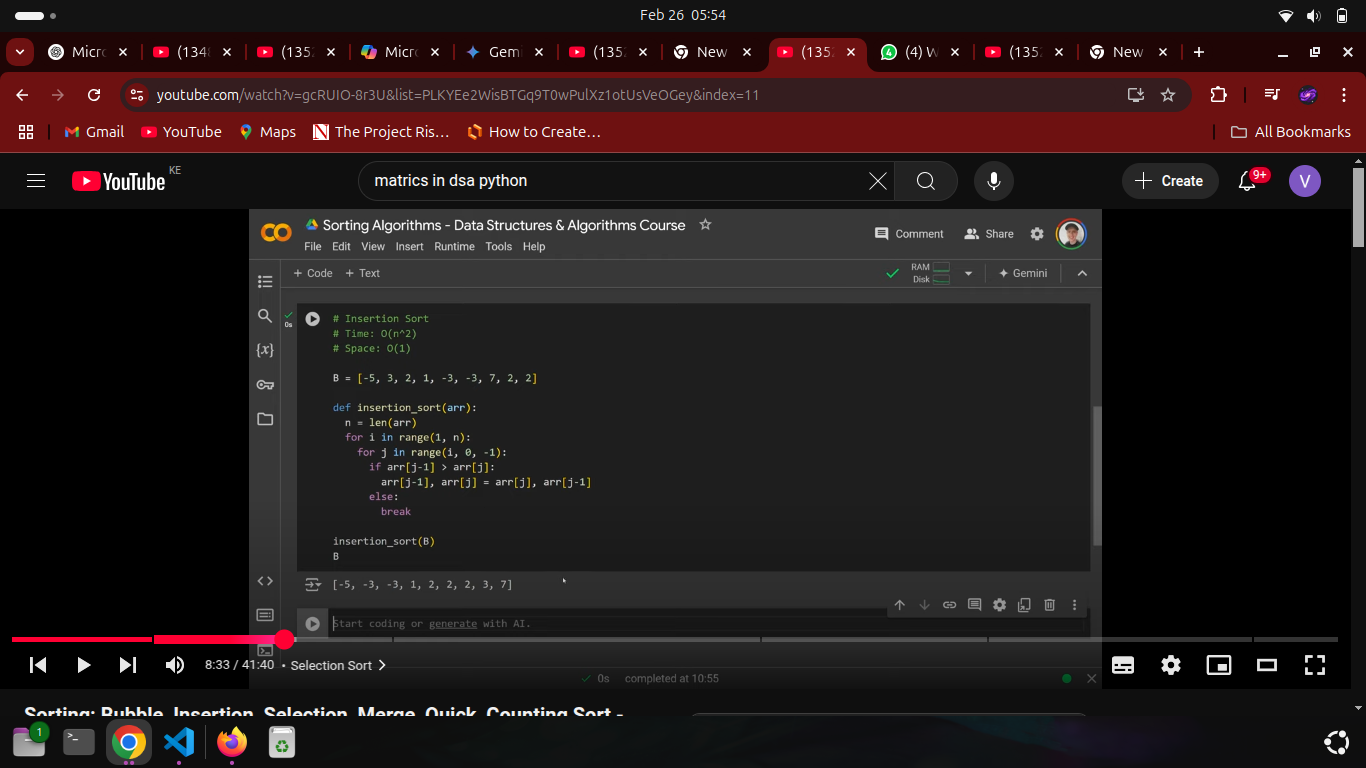 Feb 26 05:54
Micro
(1348
(1352
Micro
Gemi
(1352
New
(1352
(4) W
(1352
New
youtube.com/watch?v=gcRUIO-8r3U&list=PLKYEe2WisBTGq9T0wPulXz1otUsVeOGey&index=11
Gmail
YouTube
Maps
The Project Ris…
How to Create…
All Bookmarks
YouTube KE
matrics in dsa python
Create
9+
V
Sorting Algorithms - Data Structures & Algorithms Course
File Edit View Insert Runtime Tools Help
Comment
Share
+ Code + Text
RAM
Disk
Gemini
0s
# Insertion Sort
# Time: O(n^2)
# Space: O(1)
B = [-5, 3, 2, 1, -3, -3, 7, 2, 2]
def insertion_sort(arr):
n = len(arr)
for i in range(1, n):
for j in range(i, 0, -1):
if arr[j-1] > arr[j]:
arr[j-1], arr[j] = arr[j], arr[j-1]
else:
break
insertion_sort(B)
B
[-5, -3, -3, 1, 2, 2, 2, 3, 7]
Start coding or generate with AI.
8:33 / 41:40 • Selection Sort
0s completed at 10:55
Sorting: Bubble, Insertion, Selection, Merge, Quick, Counting Sort -
1